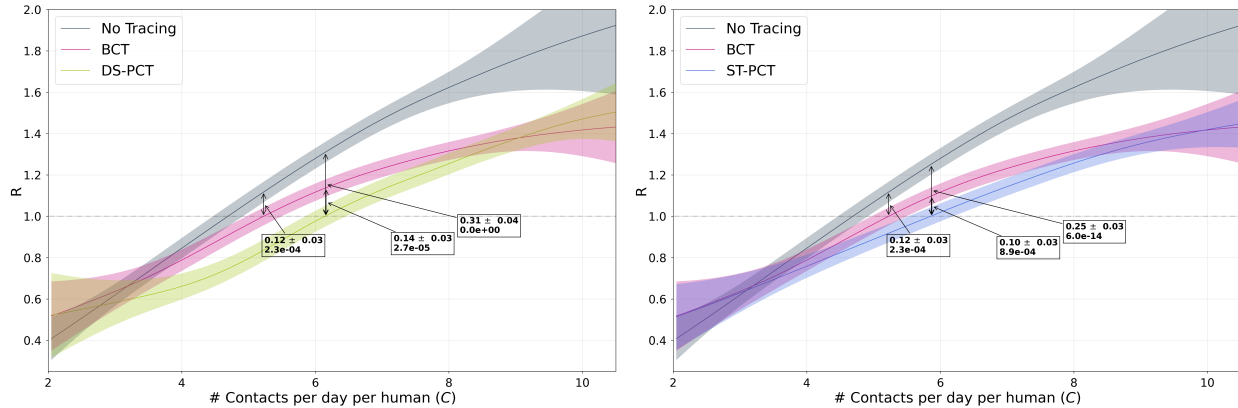 2.0
1.8
1.6
1.4
1.2
1.0
0.8
0.6
0.4
R
No Tracing
BCT
DS-PCT
0.31 ± 0.04
0.0e+00
0.14 ± 0.03
2.7e-05
0.12 ± 0.03
2.3e-04
2 4 6 8 10
# Contacts per day per human (C)
2.0
1.8
1.6
1.4
1.2
1.0
0.8
0.6
0.4
R
No Tracing
BCT
ST-PCT
0.25 ± 0.03
6.0e-14
0.12 ± 0.03
2.3e-04
0.10 ± 0.03
8.9e-04
2 4 6 8 10
# Contacts per day per human (C)